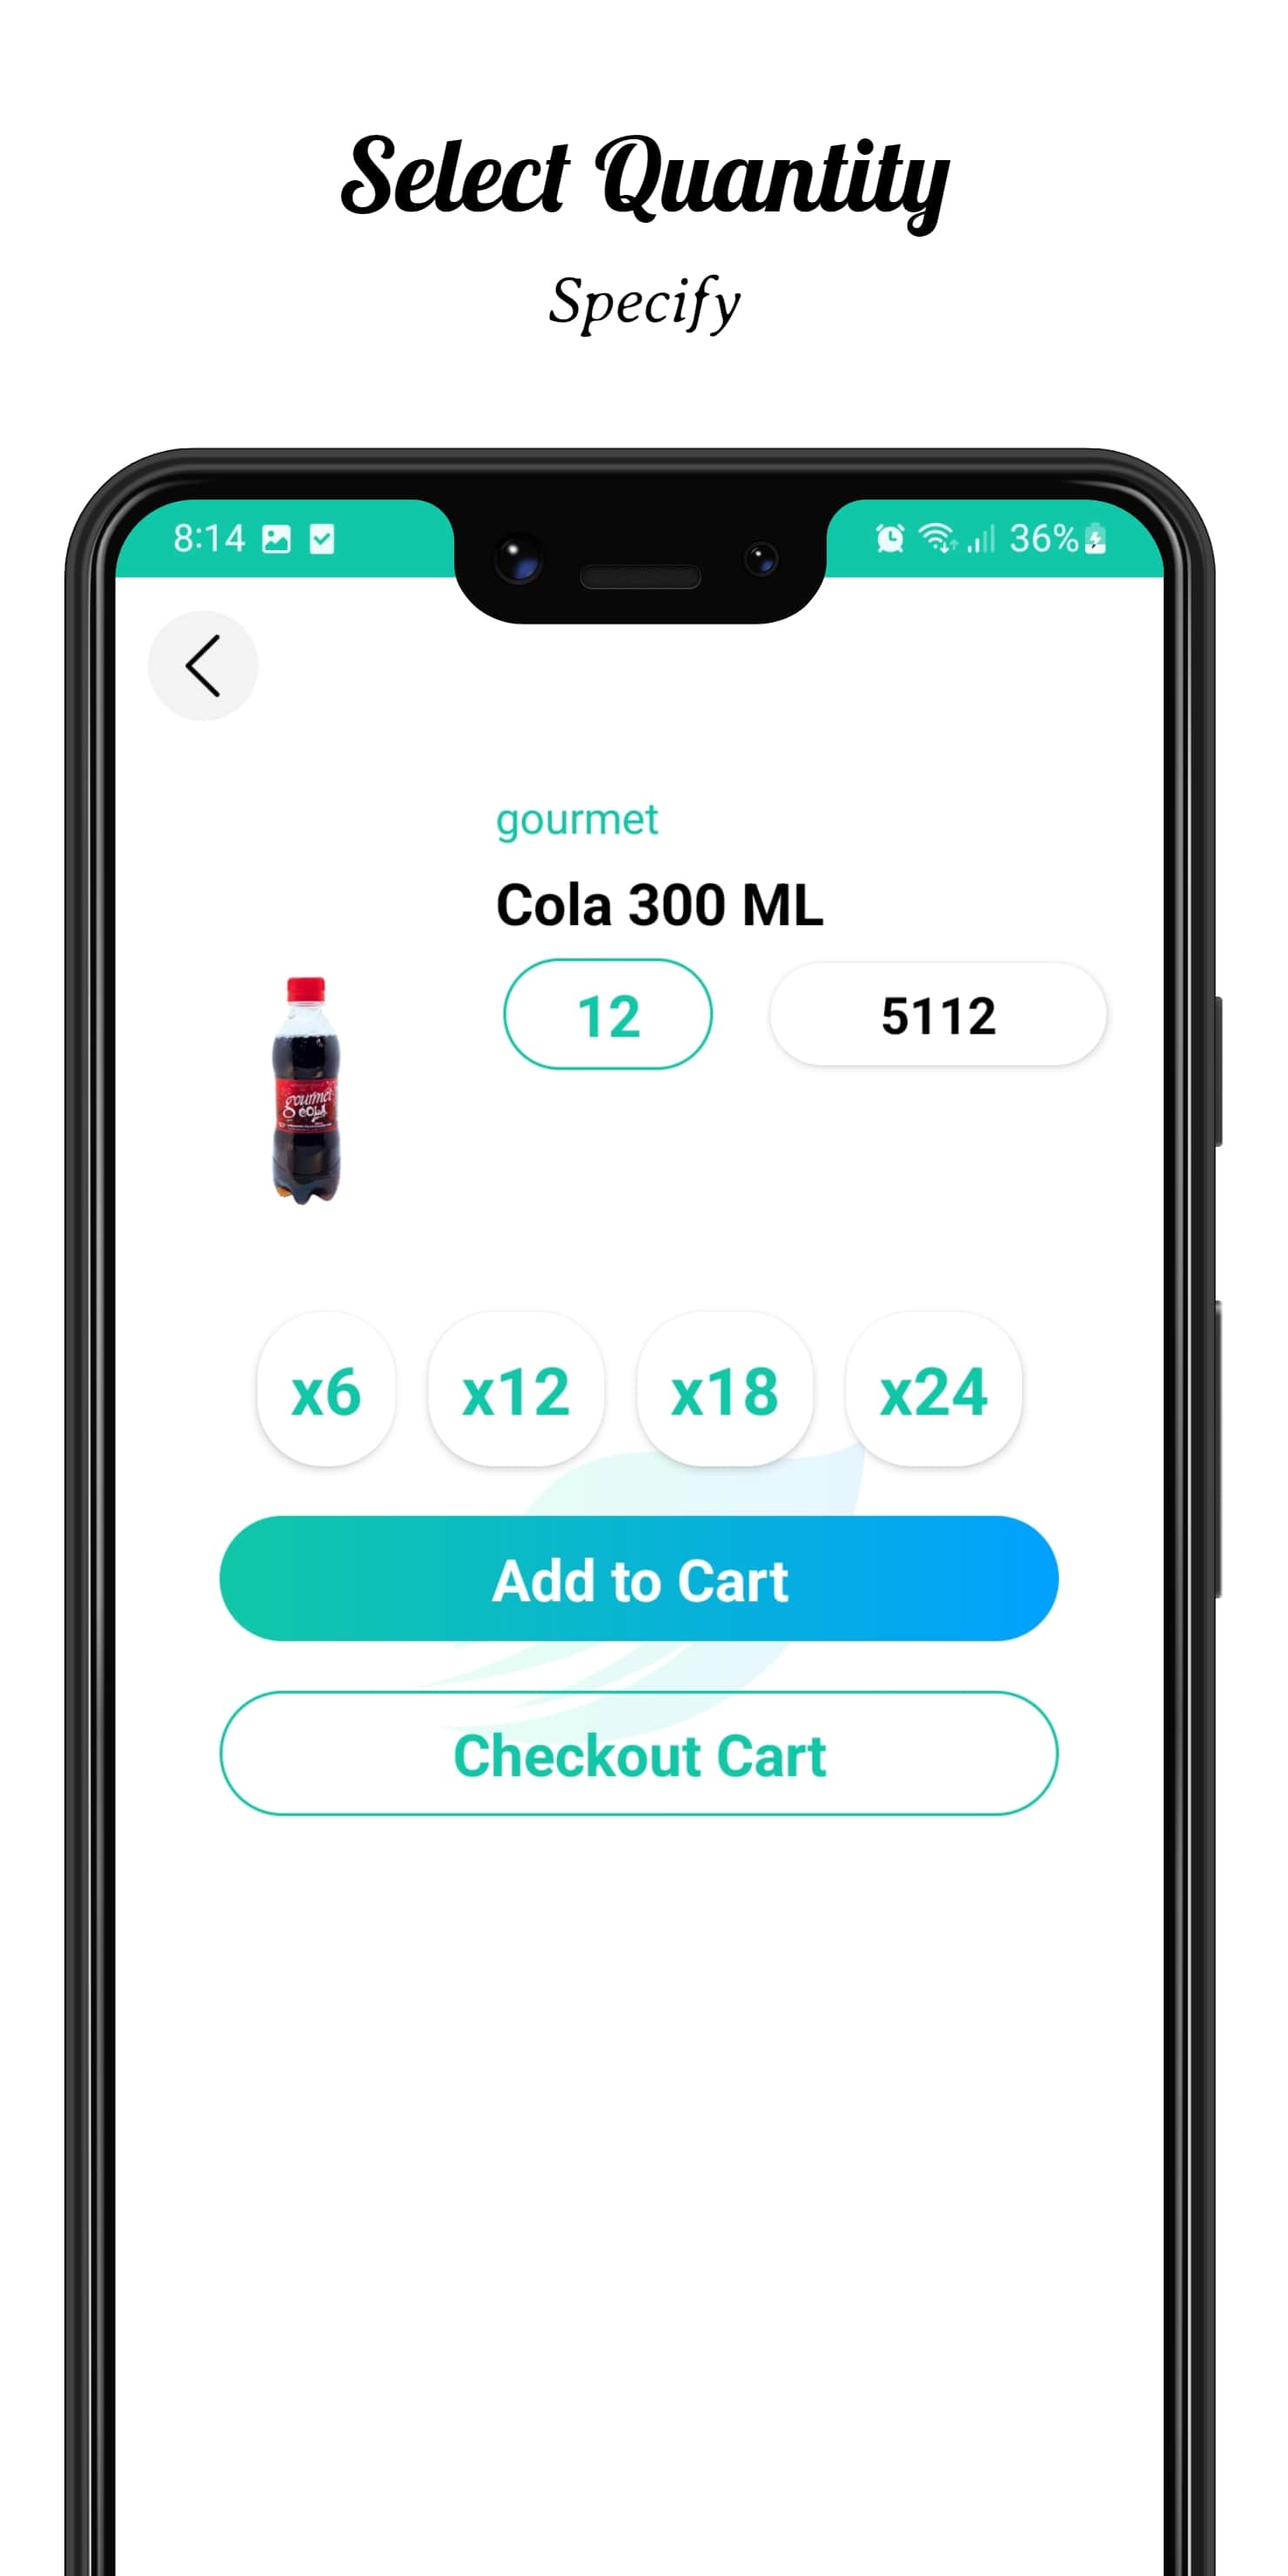 Select Quantity
Specify
8:14
36%
gourmet
Cola 300 ML
12
5112
gourmet
cola
x6
x12
x18
x24
Add to Cart
Checkout Cart